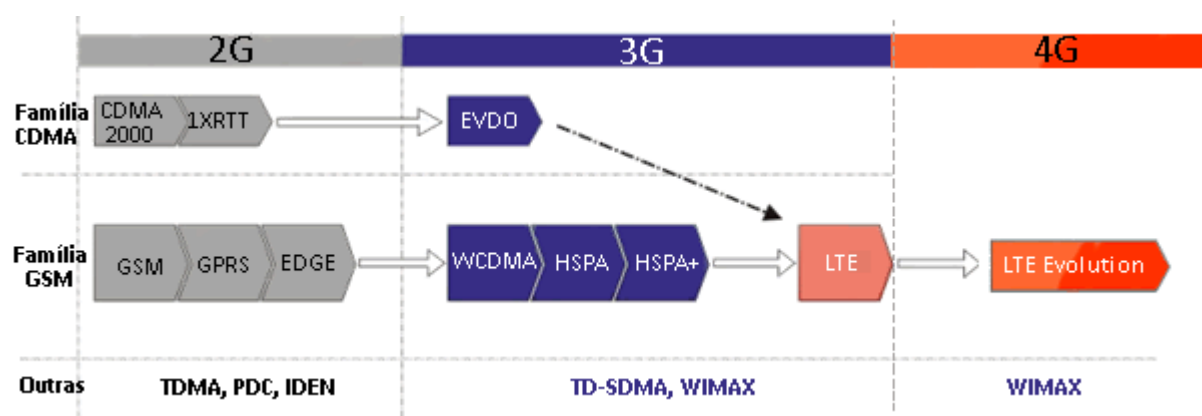 2G
3G
4G
Família
CDMA
CDMA
2000
1XRTT
EVDO
Família
GSM
GSM
GPRS
EDGE
WCDMA
HSPA
HSPA+
LTE
LTE Evolution
Outras
TDMA, PDC, IDEN
TD-SDMA, WIMAX
WIMAX